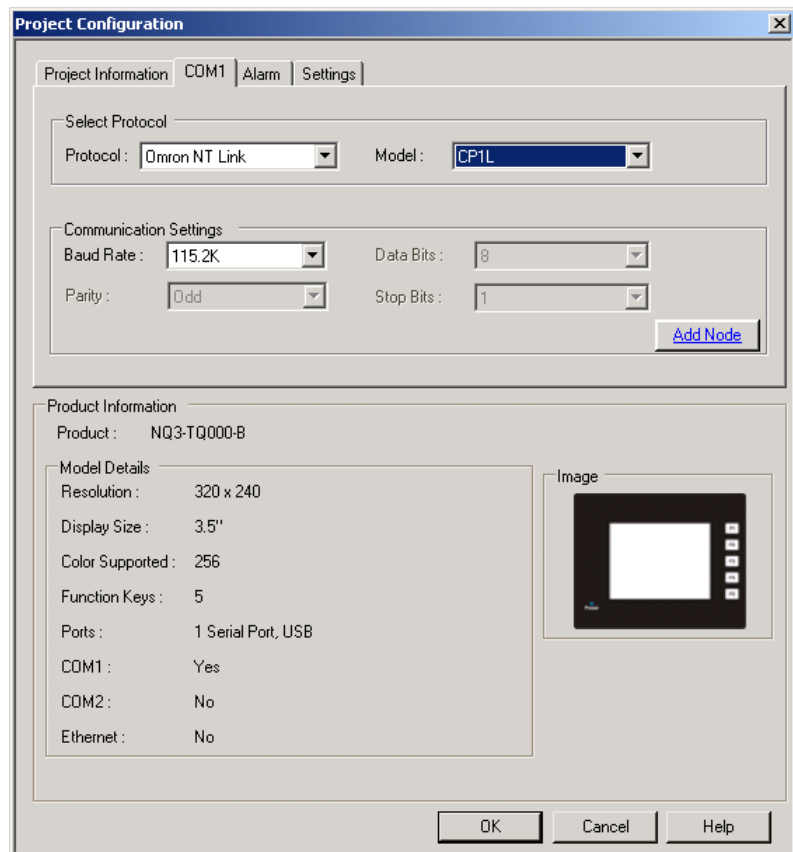 Project Configuration
Project Information COM1 Alarm Settings
Select Protocol
Protocol : Omron NT Link Model : CP1L
Communication Settings
Baud Rate : 115.2K Data Bits : 8
Parity : Odd Stop Bits : 1
Add Node
Product Information
Product : NQ3-TQ000-B
Model Details
Image
Resolution : 320 x 240
Display Size : 3.5''
Color Supported : 256
Function Keys : 5
Ports : 1 Serial Port, USB
COM1 : Yes
COM2 : No
Ethernet : No
OK Cancel Help